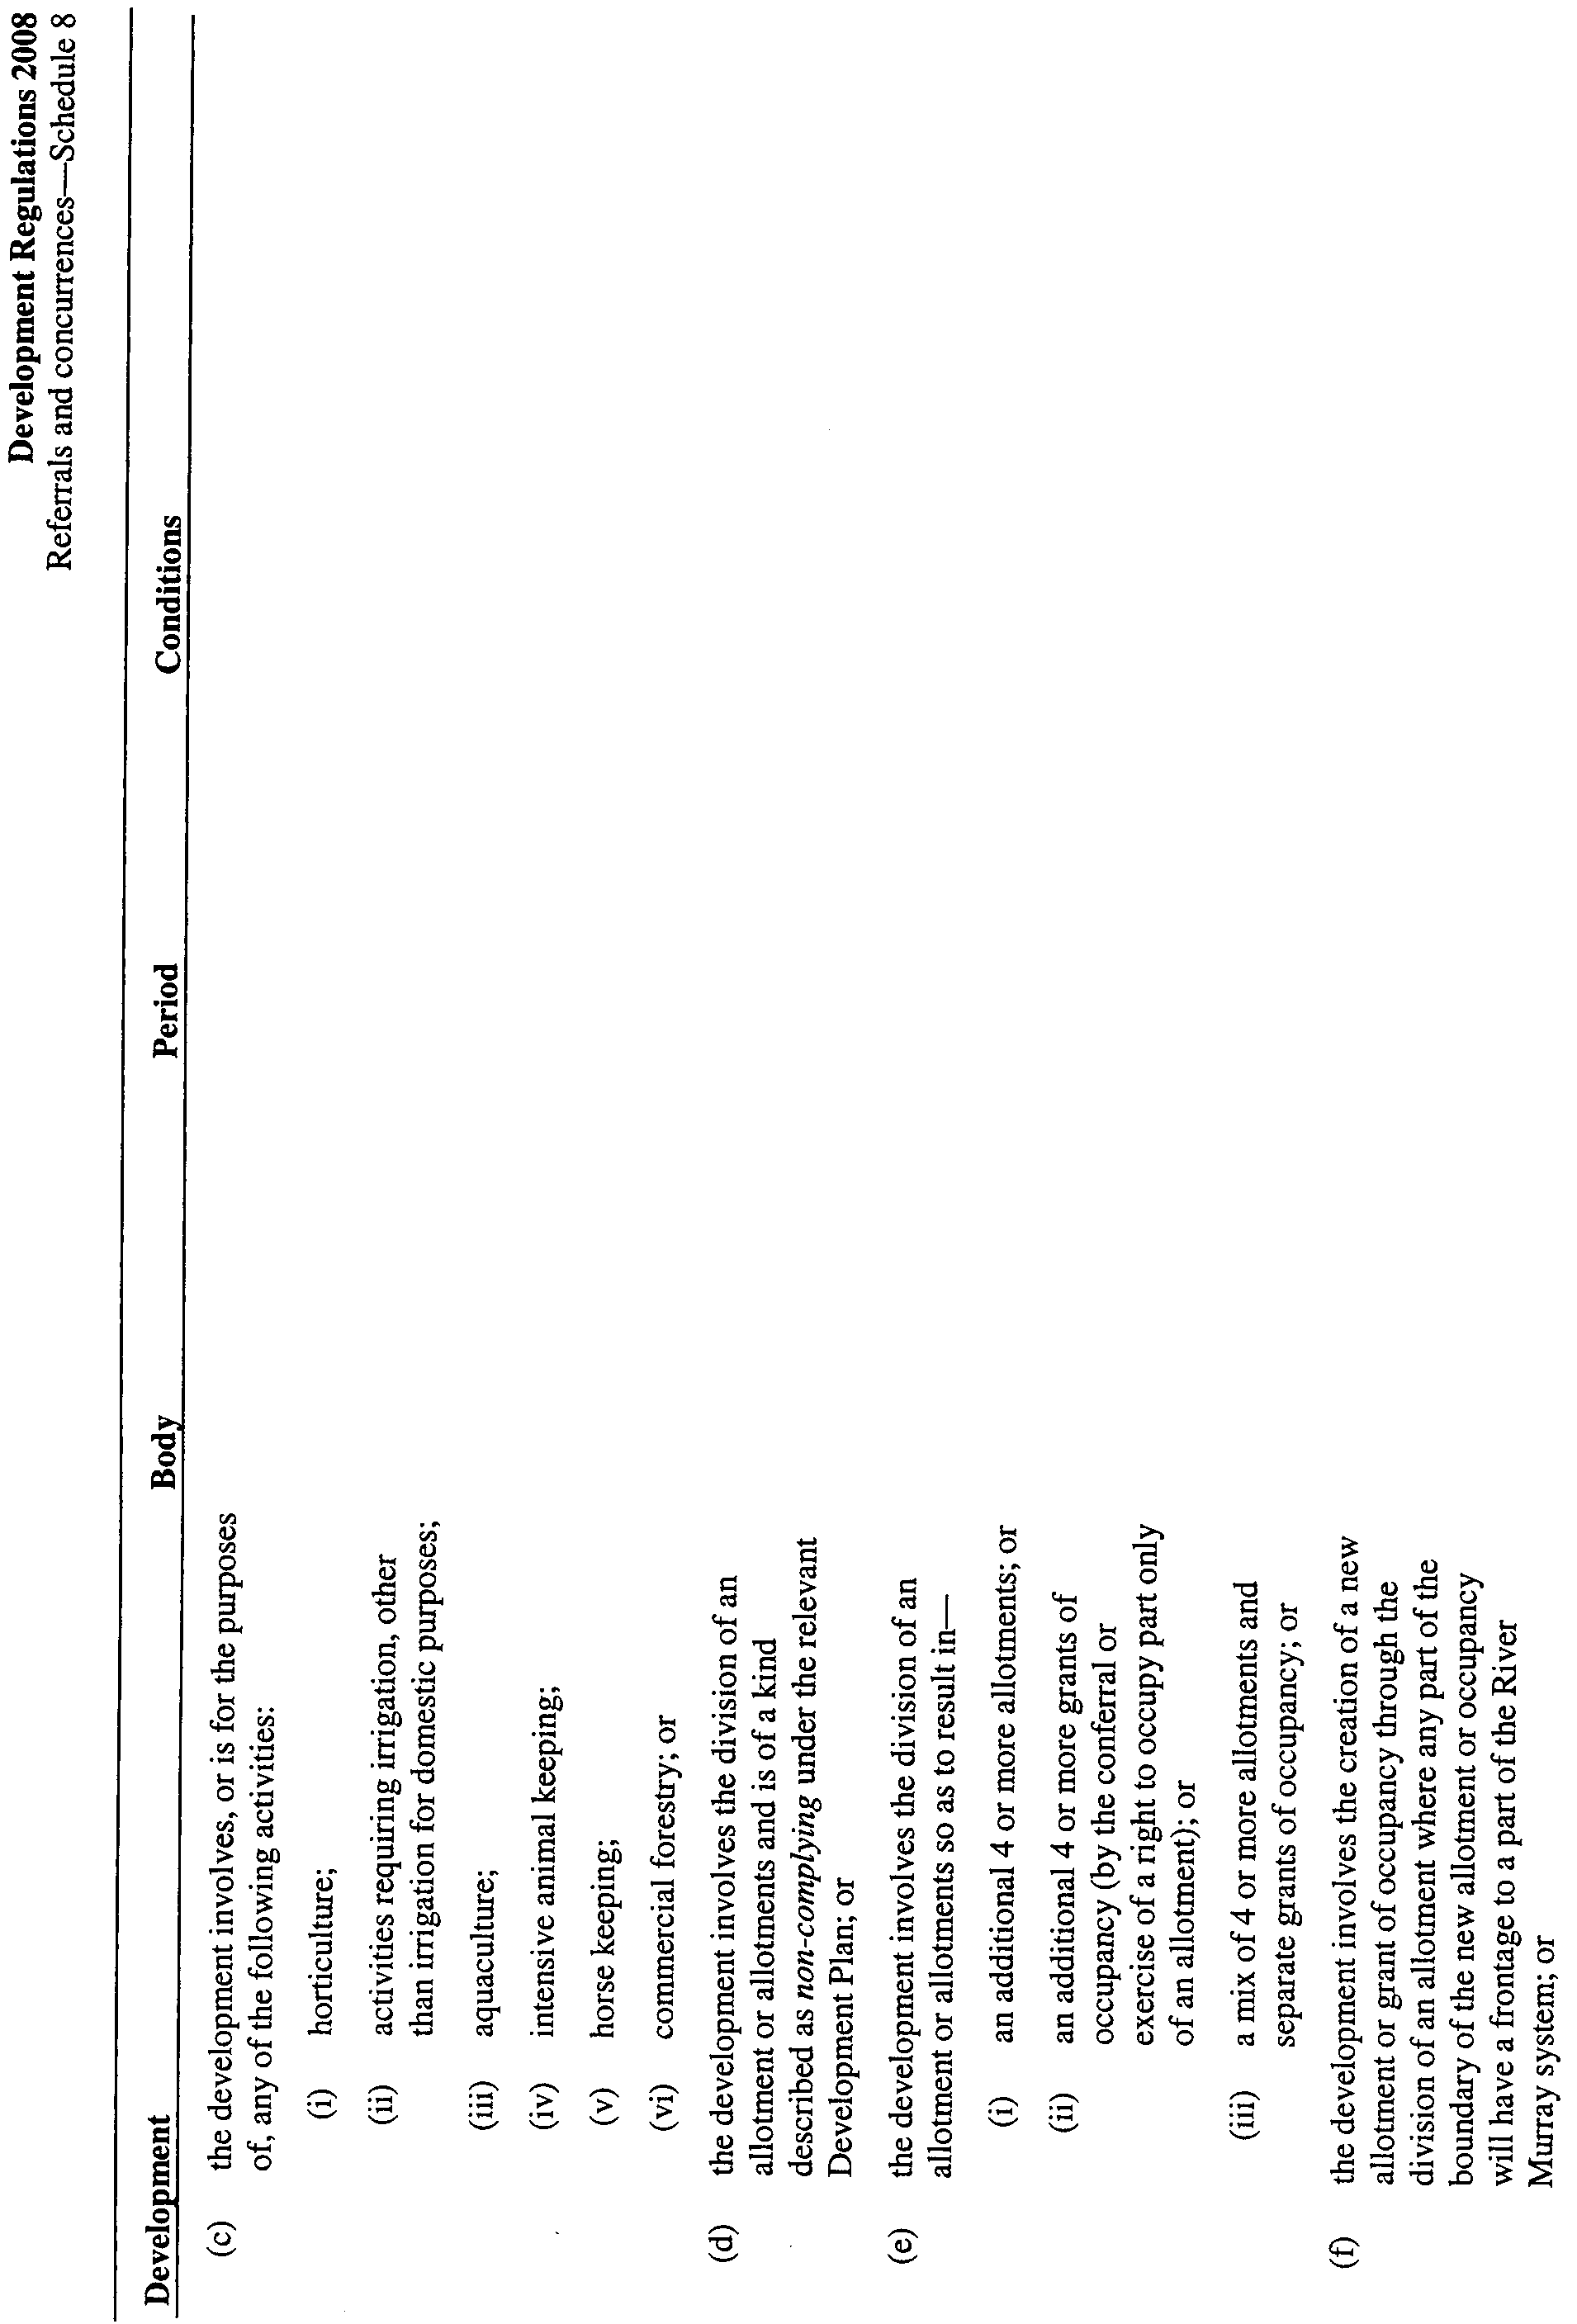 Development Regulations 2008
Referrals and concurrences—Schedule 8
Development Body Period Conditions
(c) the development involves, or is for the purposes
of, any of the following activities:
(i) horticulture;
(ii) activities requiring irrigation, other
than irrigation for domestic purposes;
(iii) aquaculture;
(iv) intensive animal keeping;
(v) horse keeping;
(vi) commercial forestry; or
(d) the development involves the division of an
allotment or allotments and is of a kind
described as non-complying under the relevant
Development Plan; or
(e) the development involves the division of an
allotment or allotments so as to result in—
(i) an additional 4 or more allotments; or
(ii) an additional 4 or more grants of
occupancy (by the conferral or
exercise of a right to occupy part only
of an allotment); or
(iii) a mix of 4 or more allotments and
separate grants of occupancy; or
(f) the development involves the creation of a new
allotment or grant of occupancy through the
division of an allotment where any part of the
boundary of the new allotment or occupancy
will have a frontage to a part of the River
Murray system; or